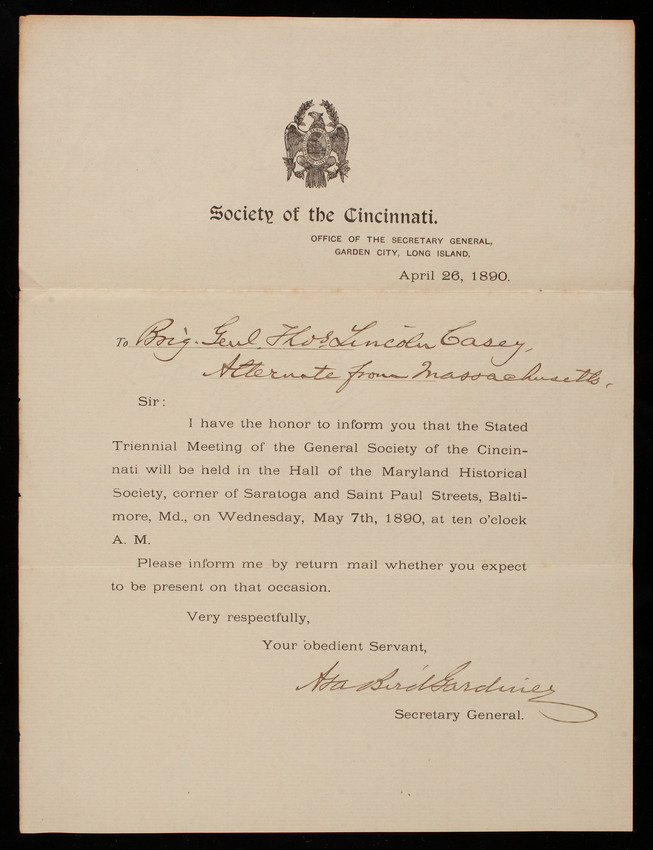 Society of the Cincinnati.
OFFICE OF THE SECRETARY GENERAL,
GARDEN CITY, LONG ISLAND,
April 26, 1890.
To Brig. Genl. Thos. Lincoln Casey,
Alternate from Massachusetts.
Sir:
I have the honor to inform you that the Stated
Triennial Meeting of the General Society of the Cincin-
nati will be held in the Hall of the Maryland Historical
Society, corner of Saratoga and Saint Paul Streets, Balti-
more, Md., on Wednesday, May 7th, 1890, at ten o'clock
A. M.
Please inform me by return mail whether you expect
to be present on that occasion.
Very respectfully,
Your obedient Servant,
Asa Bird Gardiner
Secretary General.